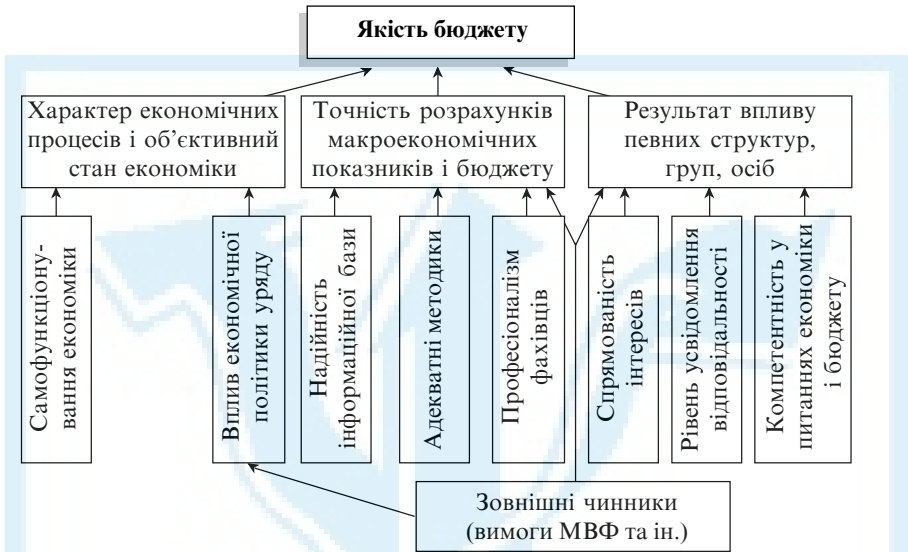 Якість бюджету
Характер економічних
процесів і об’єктивний
стан економіки
Точність розрахунків
макроекономічних
показників і бюджету
Результат впливу
певних структур,
груп, осіб
Самофункціону-
вання економіки
Вплив економічної
політики уряду
Надійність
інформаційної бази
Адекватні методики
Професіоналізм
фахівців
Спрямованість
інтересів
Рівень усвідомлення
відповідальності
Компетентність у
питаннях економіки
і бюджету
Зовнішні чинники
(вимоги МВФ та ін.)